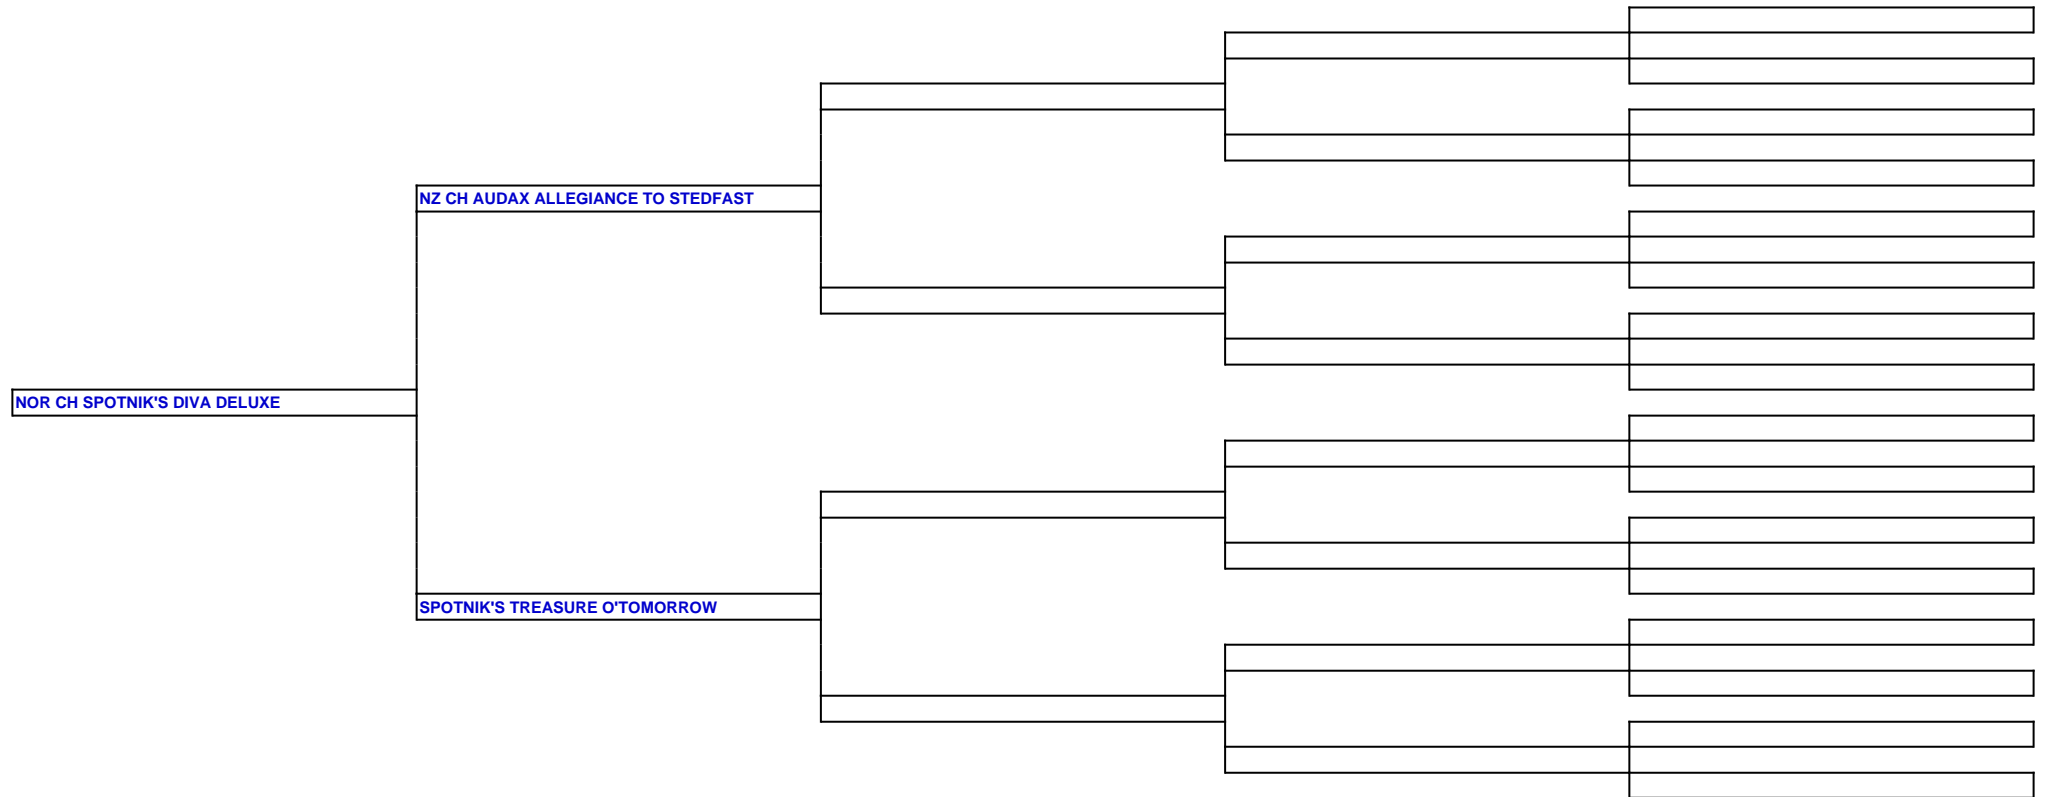 NZ CH AUDAX ALLEGIANCE TO STEDFAST
NOR CH SPOTNIK'S DIVA DELUXE
SPOTNIK'S TREASURE O'TOMORROW